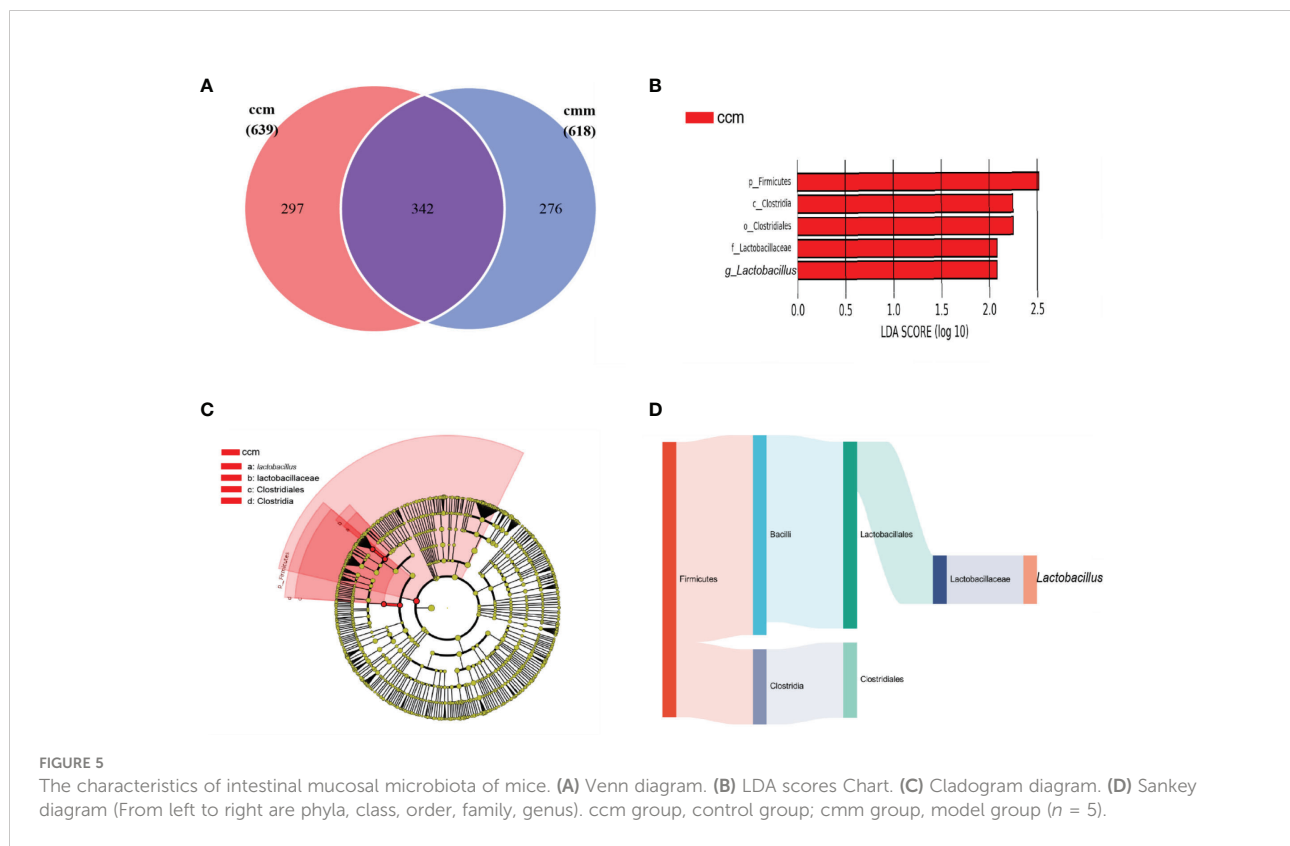 A
ccm
(639)
cmm
(618)
297
342
276
B
ccm
p_Firmicutes
c_Clostridia
o_Clostridiales
f_Lactobacillaceae
g_Lactobacillus
0.0 0.5 1.0 1.5 2.0 2.5
LDA SCORE (log 10)
C
ccm
a: lactobacillus
b: lactobacillaceae
c: Clostridiales
d: Clostridia
p_Firmicutes
D
Firmicutes
Bacilli
Clostridia
Lactobacillales
Clostridiales
Lactobacillaceae
Lactobacillus
FIGURE 5
The characteristics of intestinal mucosal microbiota of mice. (A) Venn diagram. (B) LDA scores Chart. (C) Cladogram diagram. (D) Sankey
diagram (From left to right are phyla, class, order, family, genus). ccm group, control group; cmm group, model group (n = 5).